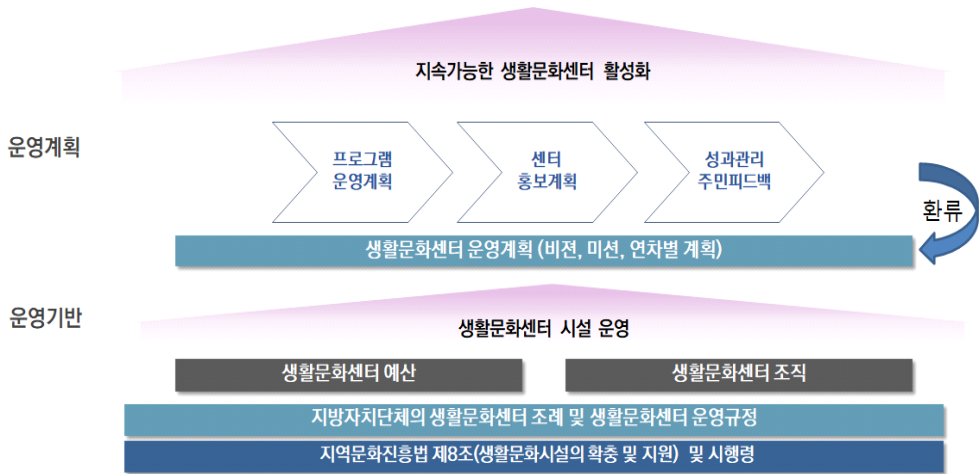 지속가능한 생활문화센터 활성화
운영계획
프로그램
운영계획
센터
홍보계획
성과관리
주민피드백
환류
생활문화센터 운영계획 (비젼, 미션, 연차별 계획)
운영기반
생활문화센터 시설 운영
생활문화센터 예산
생활문화센터 조직
지방자치단체의 생활문화센터 조례 및 생활문화센터 운영규정
지역문화진흥법 제8조(생활문화시설의 확충 및 지원) 및 시행령